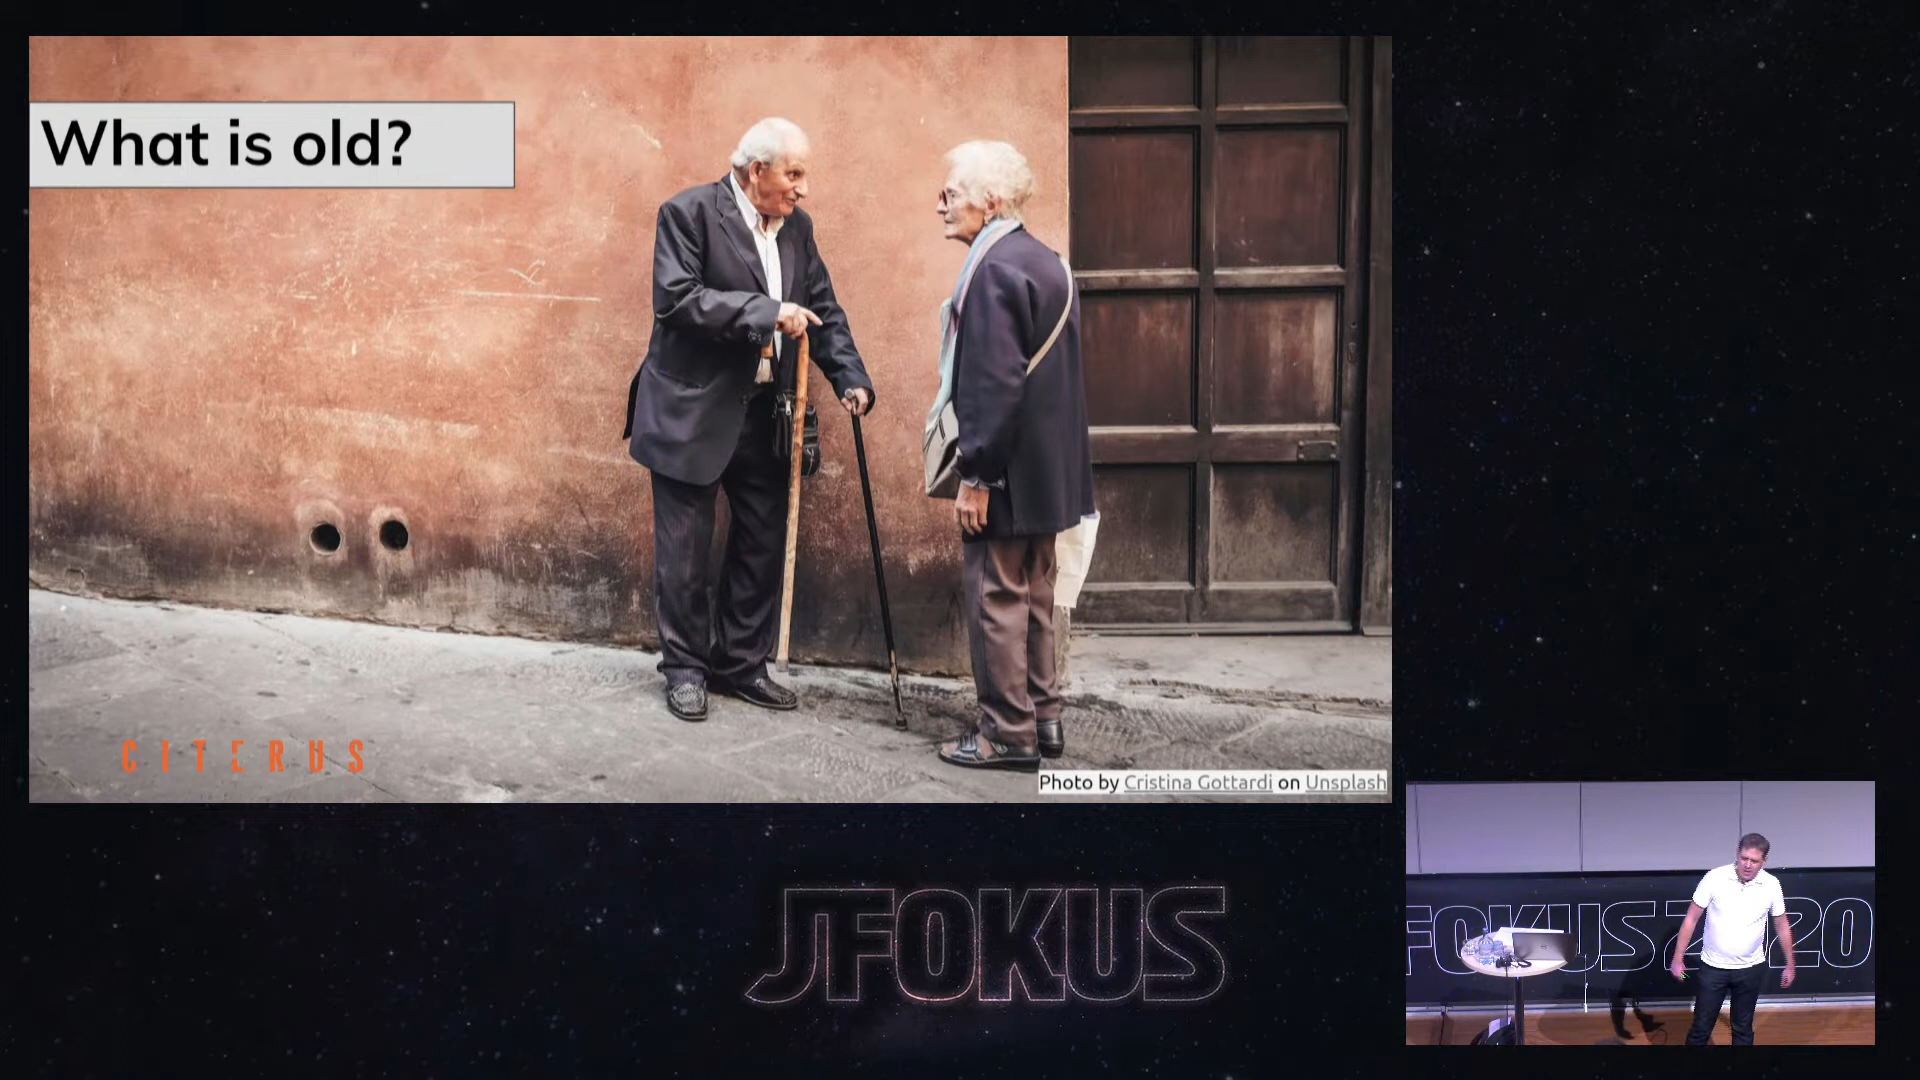 What is old?
CITERUS
Photo by Cristina Gottardi on Unsplash
JFOKUS
FOKUS 2020